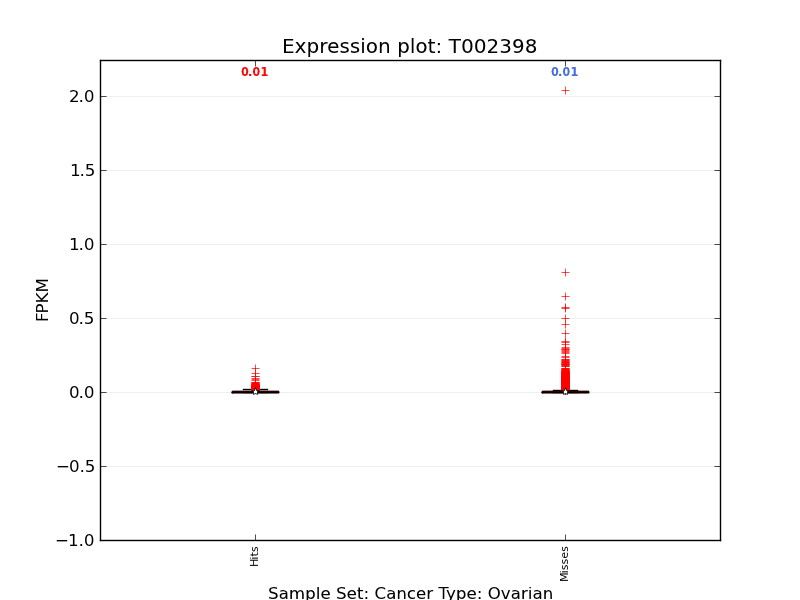 Expression plot: T002398
0.01
0.01
2.0
1.5
1.0
0.5
0.0
−0.5
−1.0
FPKM
Hits
Misses
Sample Set: Cancer Type: Ovarian